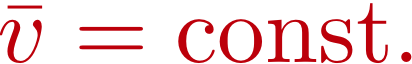 v̄ = const.